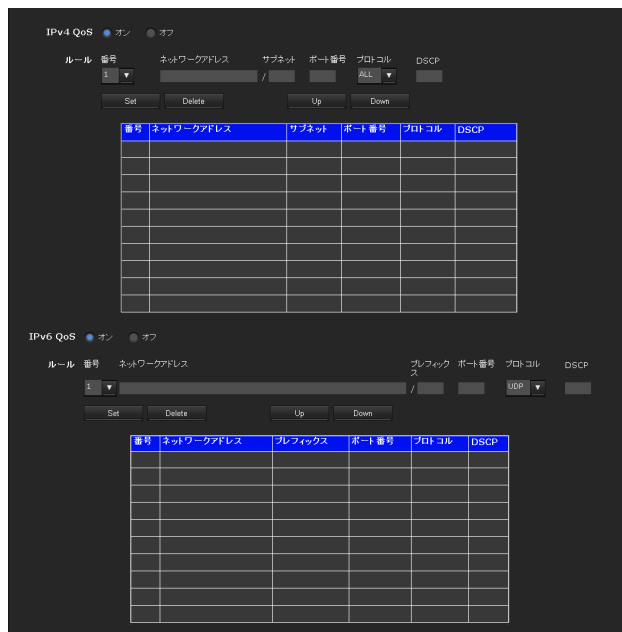 IPv4 QoS オン オフ
ルール 番号 ネットワークアドレス サブネット ポート番号 プロトコル DSCP
1 / ALL
Set Delete Up Down
番号 ネットワークアドレス サブネット ポート番号 プロトコル DSCP
IPv6 QoS オン オフ
ルール 番号 ネットワークアドレス プレフィックス ポート番号 プロトコル DSCP
1 / UDP
Set Delete Up Down
番号 ネットワークアドレス プレフィックス ポート番号 プロトコル DSCP